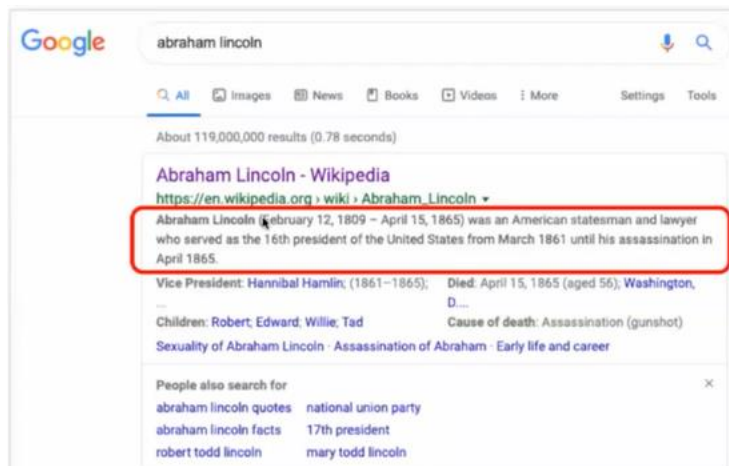 Google
abraham lincoln
All Images News Books Videos More Settings Tools
About 119,000,000 results (0.78 seconds)
Abraham Lincoln - Wikipedia
https://en.wikipedia.org › wiki › Abraham_Lincoln
Abraham Lincoln (February 12, 1809 – April 15, 1865) was an American statesman and lawyer
who served as the 16th president of the United States from March 1861 until his assassination in
April 1865.
Vice President: Hannibal Hamlin; (1861–1865); Died: April 15, 1865 (aged 56); Washington,
... D....
Children: Robert; Edward; Willie; Tad Cause of death: Assassination (gunshot)
Sexuality of Abraham Lincoln · Assassination of Abraham · Early life and career
People also search for
abraham lincoln quotes national union party
abraham lincoln facts 17th president
robert todd lincoln mary todd lincoln